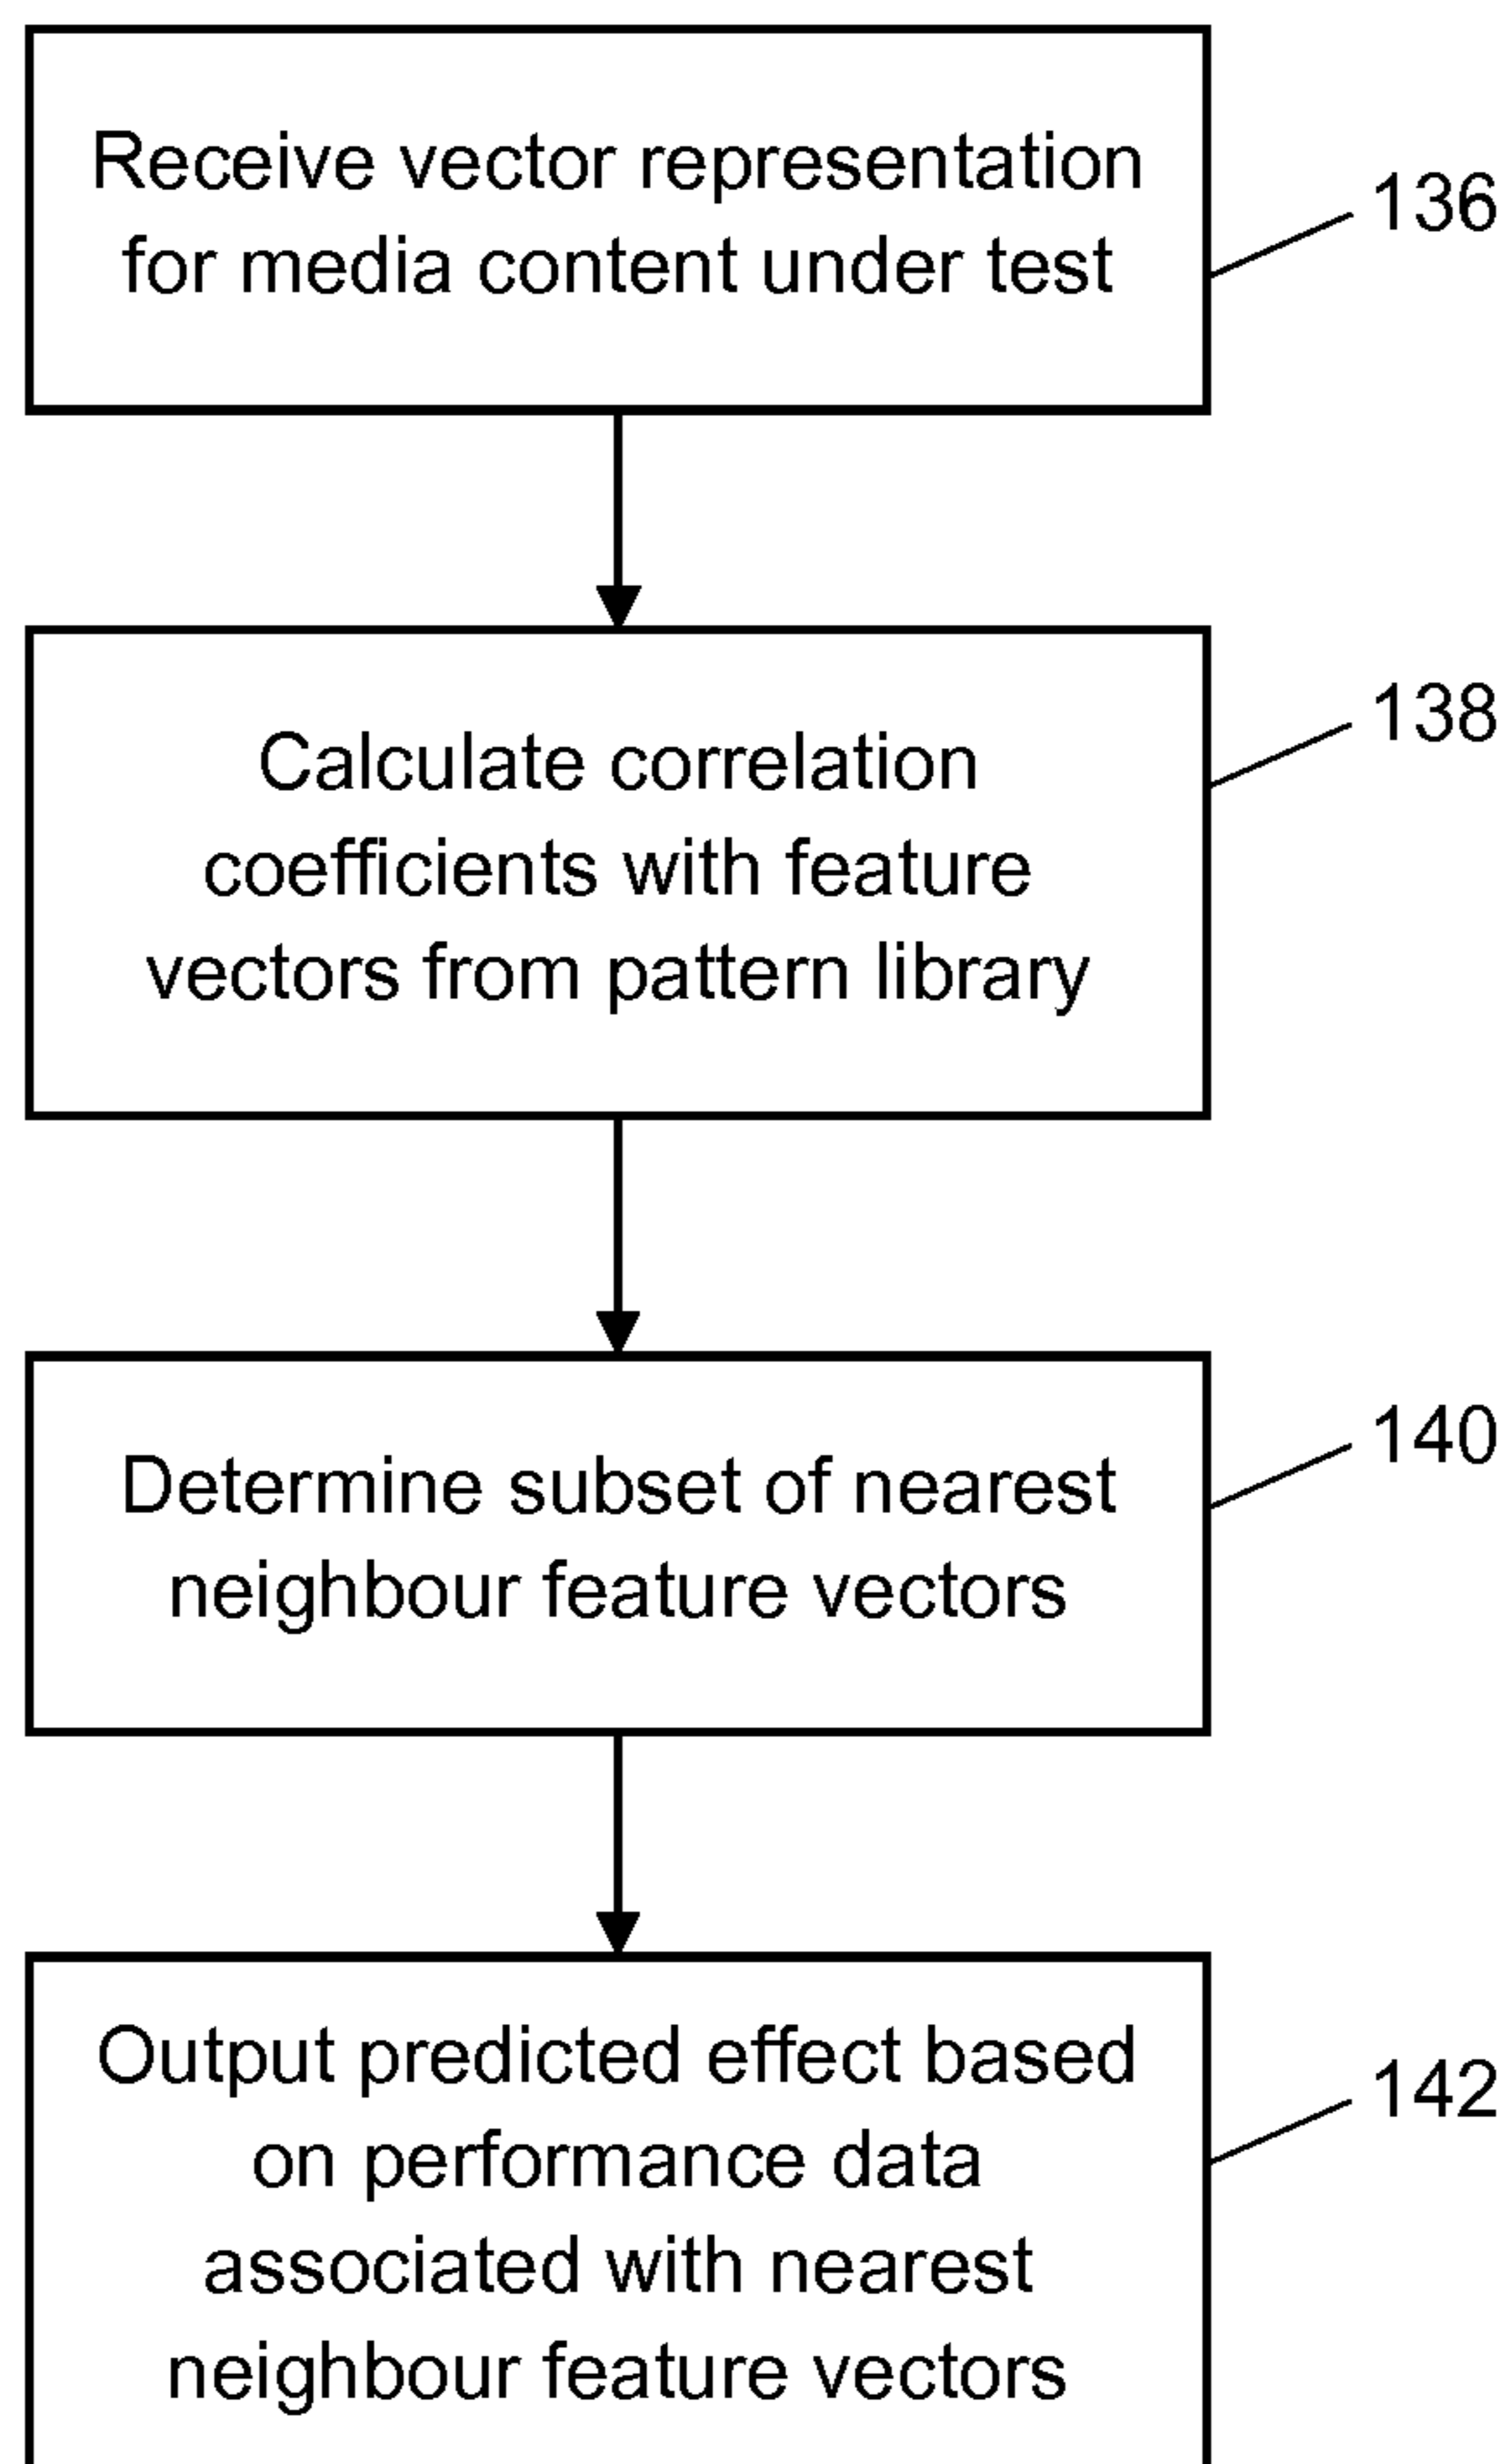 Receive vector representation
for media content under test
136
Calculate correlation
coefficients with feature
vectors from pattern library
138
Determine subset of nearest
neighbour feature vectors
140
Output predicted effect based
on performance data
associated with nearest
neighbour feature vectors
142